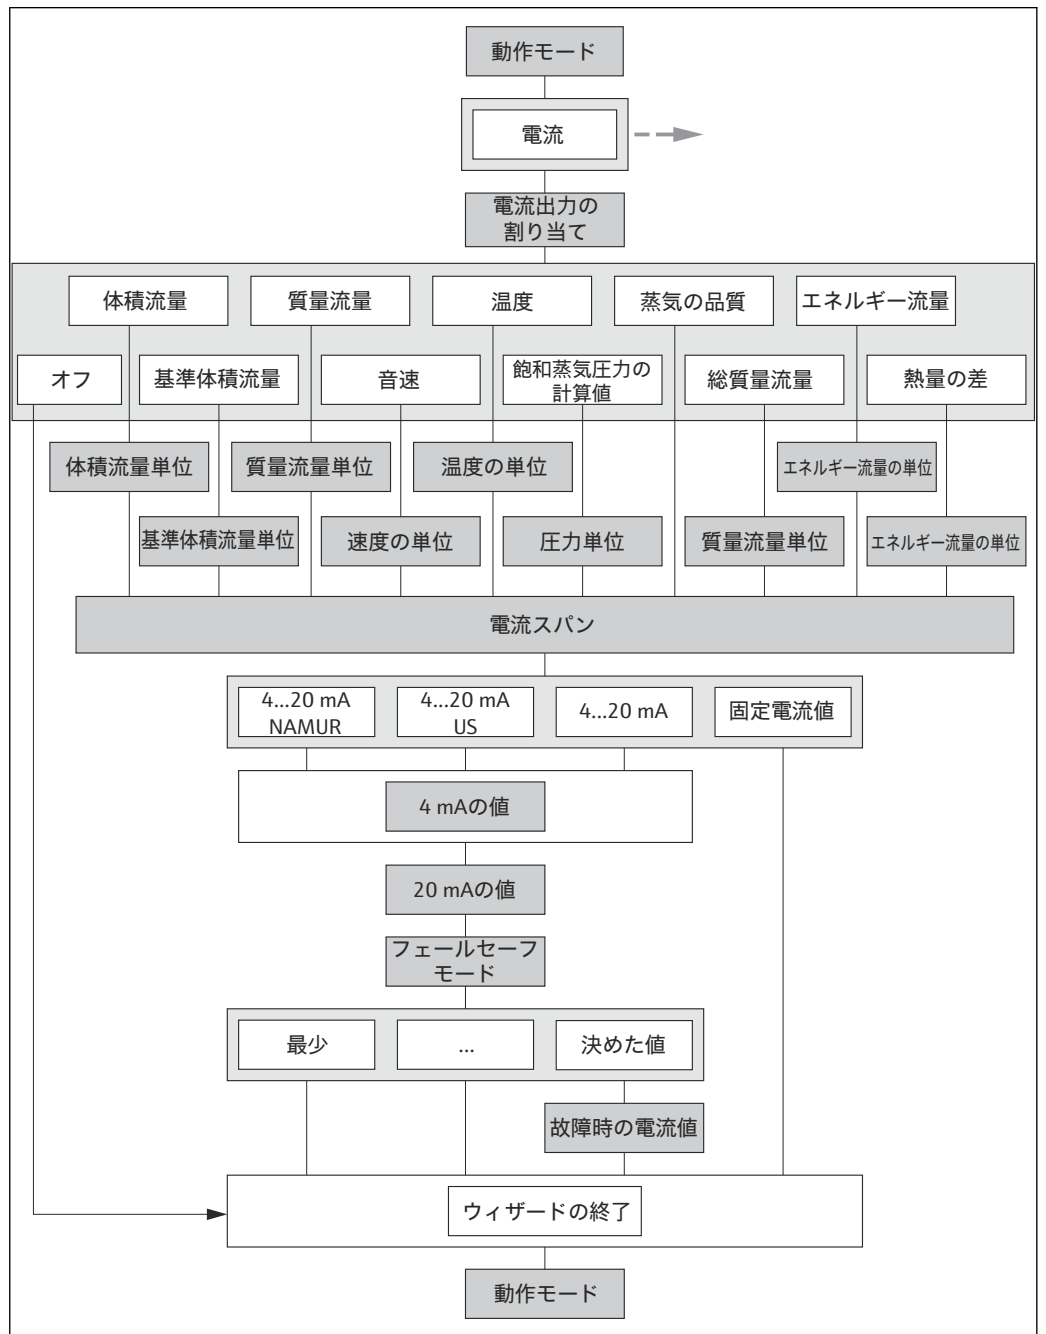 動作モード
電流
電流出力の
割り当て
体積流量
質量流量
温度
蒸気の品質
エネルギー流量
オフ
基準体積流量
音速
飽和蒸気圧力の
計算値
総質量流量
熱量の差
体積流量単位
質量流量単位
温度の単位
エネルギー流量の単位
基準体積流量単位
速度の単位
圧力単位
質量流量単位
エネルギー流量の単位
電流スパン
4...20 mA
NAMUR
4...20 mA
US
4...20 mA
固定電流値
4 mAの値
20 mAの値
フェールセーフ
モード
最少
...
決めた値
故障時の電流値
ウィザードの終了
動作モード